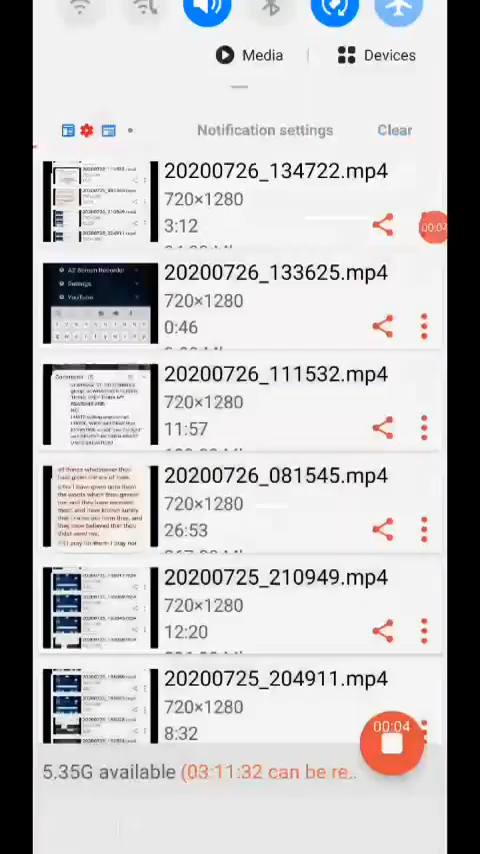 Media | Devices
Notification settings Clear
20200726_134722.mp4
720×1280
3:12
20200726_133625.mp4
720×1280
0:46
20200726_111532.mp4
720×1280
11:57
20200726_081545.mp4
720×1280
26:53
20200725_210949.mp4
720×1280
12:20
20200725_204911.mp4
720×1280
8:32
00:04
5.35G available (03:11:32 can be re..